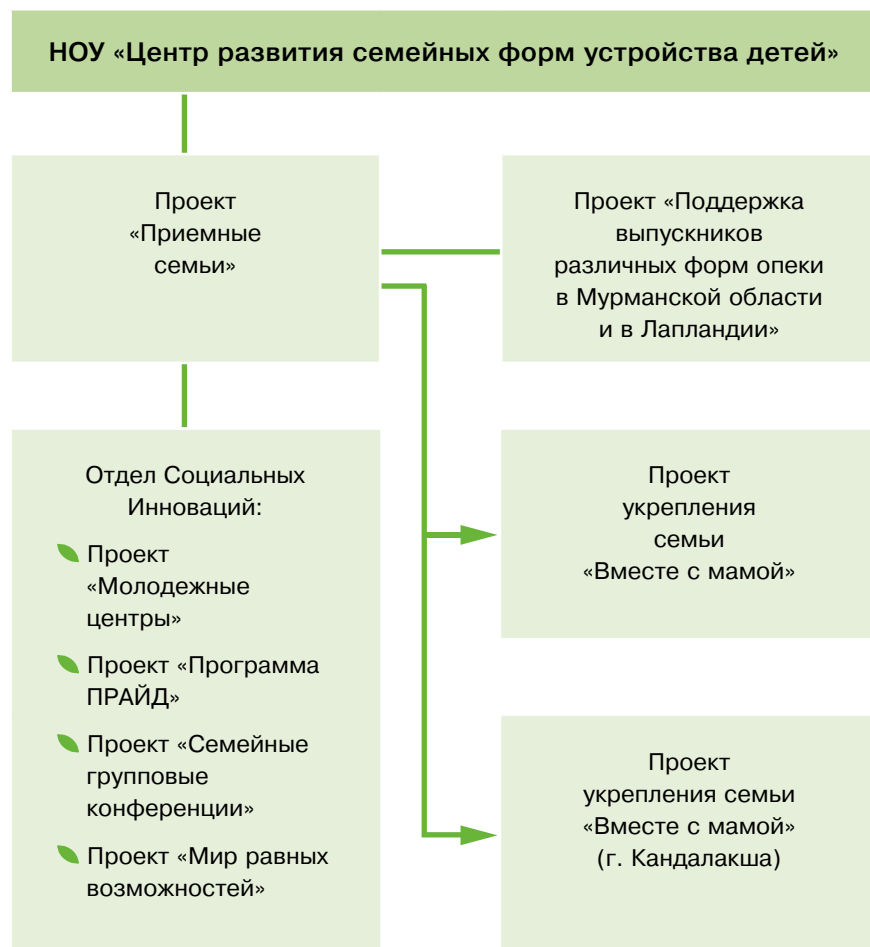 НОУ «Центр развития семейных форм устройства детей»
Проект
«Приемные
семьи»
Проект «Поддержка
выпускников
различных форм опеки
в Мурманской области
и в Лапландии»
Отдел Социальных
Инноваций:
Проект
«Молодежные
центры»
Проект «Программа
ПРАЙД»
Проект «Семейные
групповые
конференции»
Проект «Мир равных
возможностей»
Проект
укрепления
семьи
«Вместе с мамой»
Проект
укрепления семьи
«Вместе с мамой»
(г. Кандалакша)